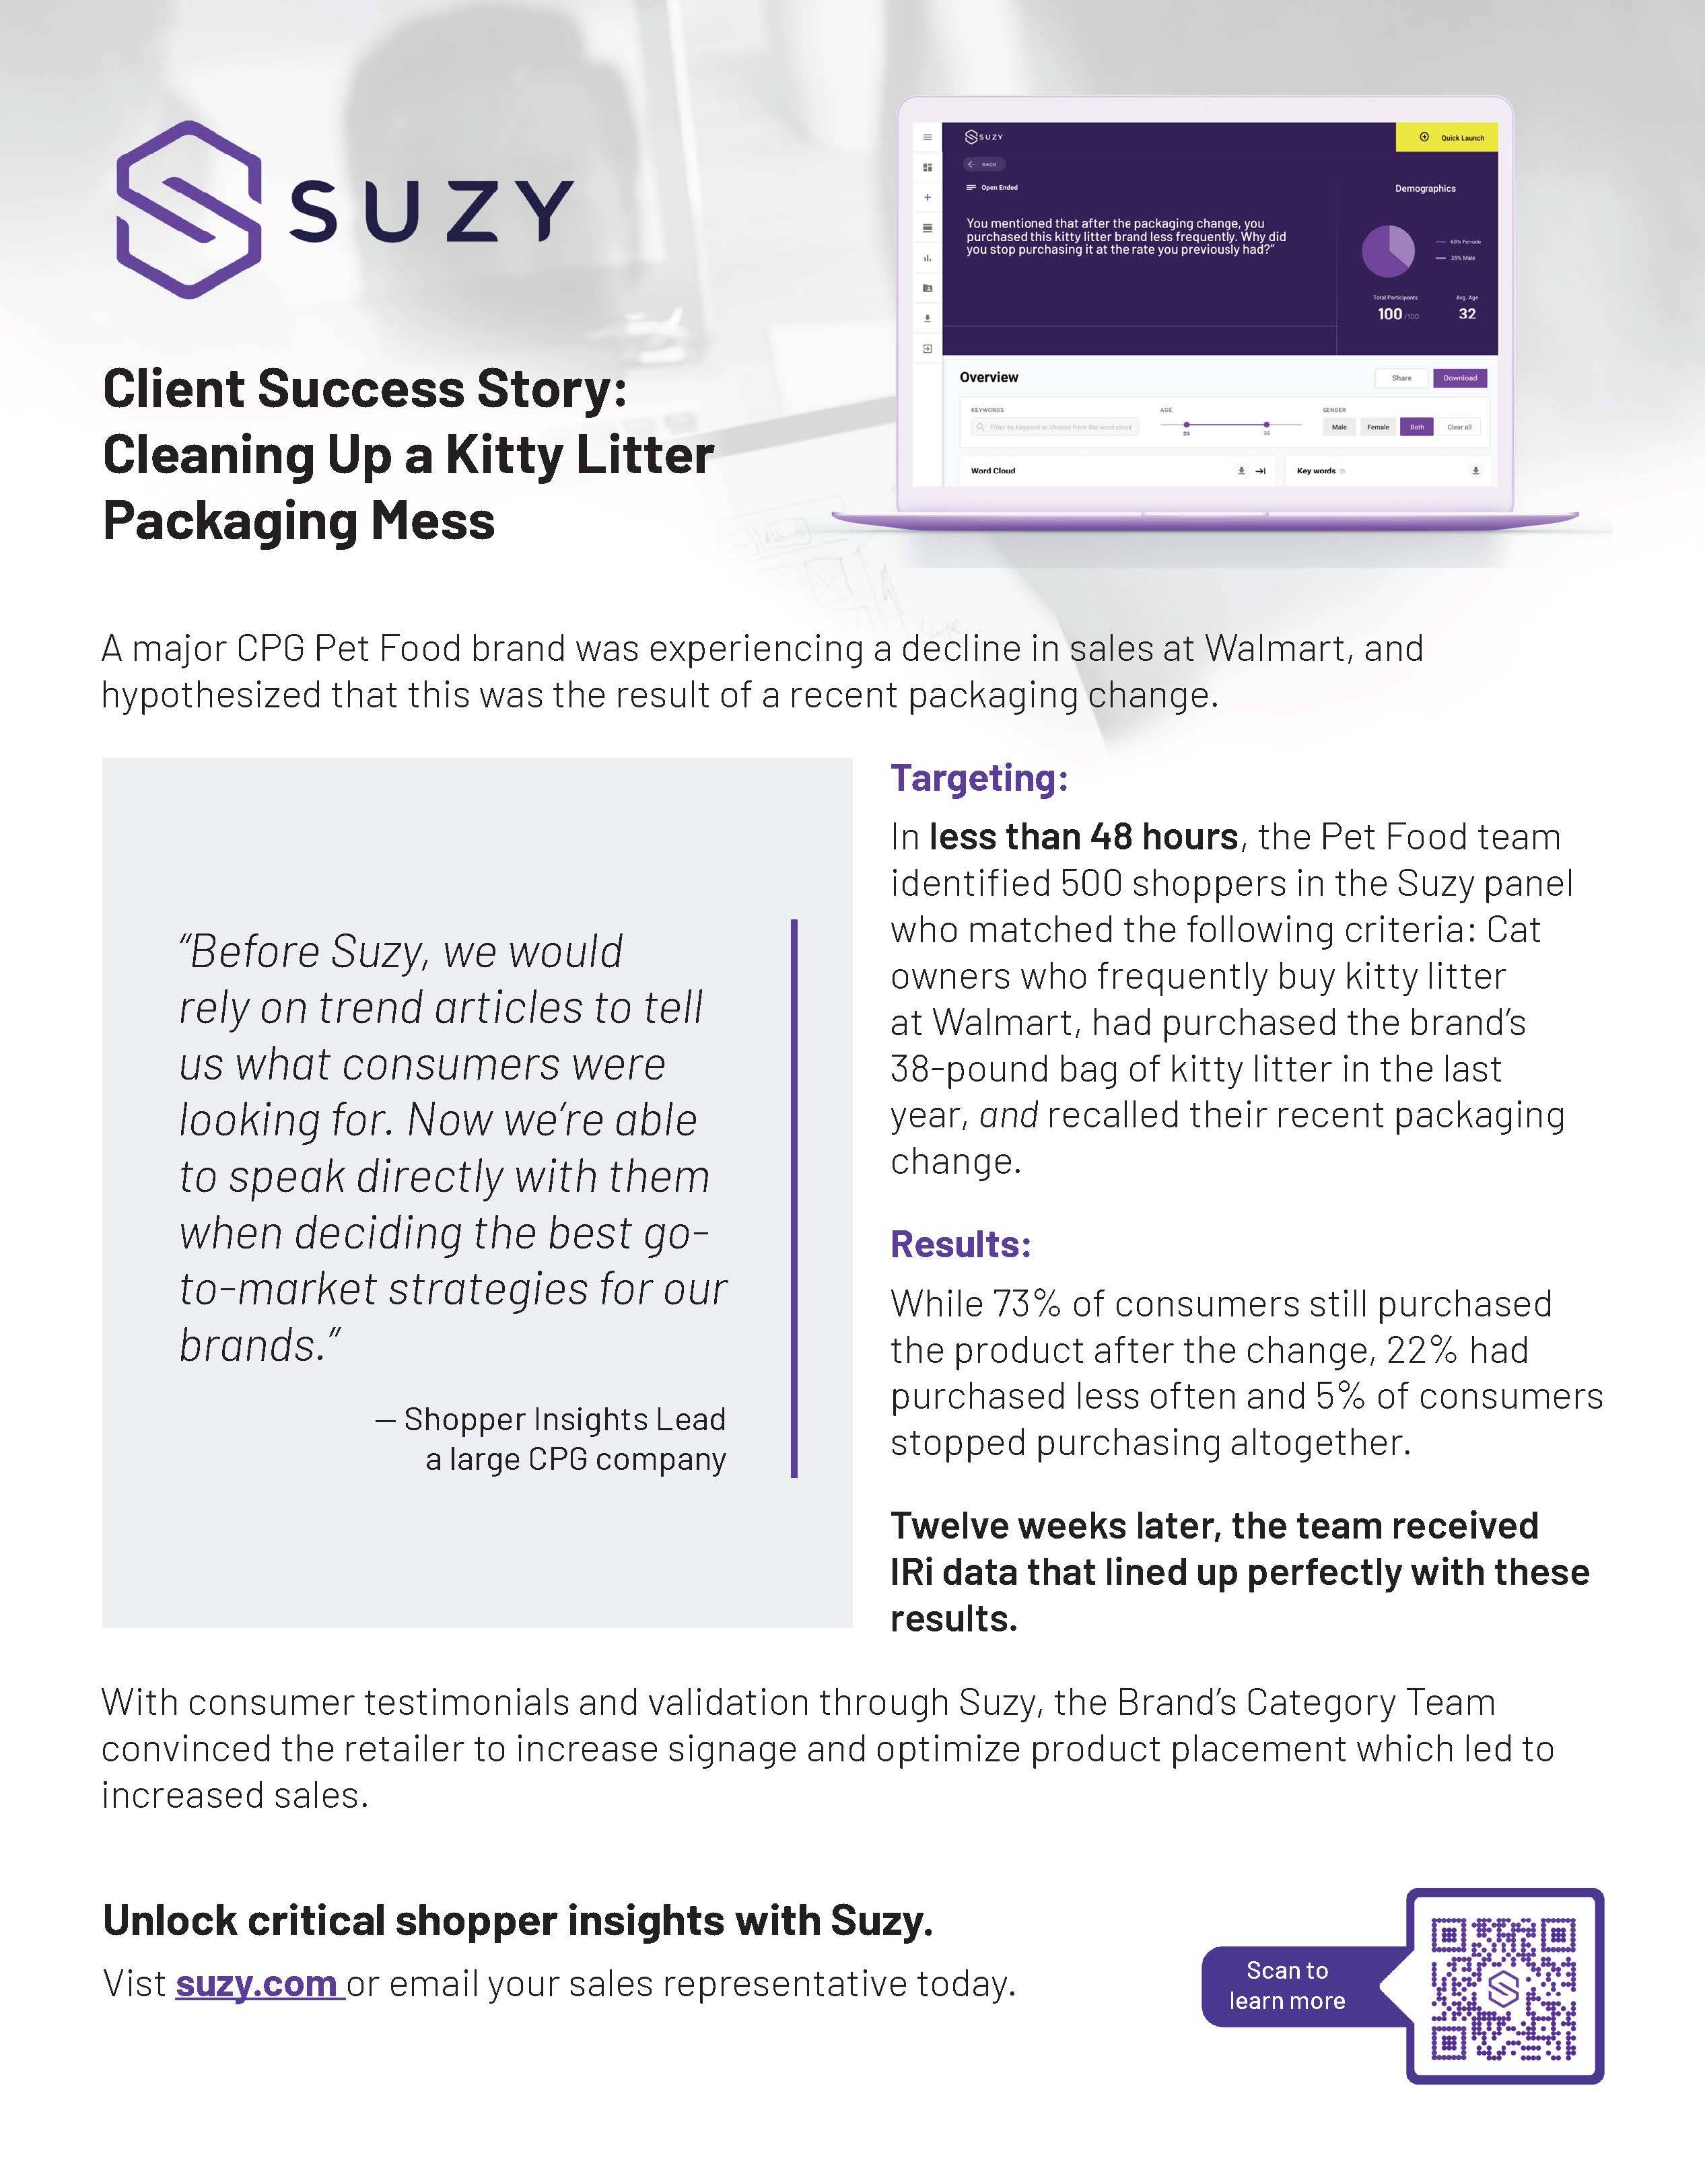 SUZY
Client Success Story:
Cleaning Up a Kitty Litter
Packaging Mess
SUZY
Quick Launch
BACK
Open Ended
You mentioned that after the packaging change, you
purchased this kitty litter brand less frequently. Why did
you stop purchasing it at the rate you previously had?"
Demographics
60% Female
35% Male
Total Participants
Avg. Age
100 /100
32
Overview
Share
Download
KEYWORDS
AGE
GENDER
Filter by keyword or choose from the word cloud
Male
Female
Both
Clear all
Word Cloud
Key words
A major CPG Pet Food brand was experiencing a decline in sales at Walmart, and
hypothesized that this was the result of a recent packaging change.
“Before Suzy, we would
rely on trend articles to tell
us what consumers were
looking for. Now we’re able
to speak directly with them
when deciding the best go-
to-market strategies for our
brands.”
— Shopper Insights Lead
a large CPG company
Targeting:
In less than 48 hours, the Pet Food team
identified 500 shoppers in the Suzy panel
who matched the following criteria: Cat
owners who frequently buy kitty litter
at Walmart, had purchased the brand’s
38-pound bag of kitty litter in the last
year, and recalled their recent packaging
change.
Results:
While 73% of consumers still purchased
the product after the change, 22% had
purchased less often and 5% of consumers
stopped purchasing altogether.
Twelve weeks later, the team received
IRi data that lined up perfectly with these
results.
With consumer testimonials and validation through Suzy, the Brand’s Category Team
convinced the retailer to increase signage and optimize product placement which led to
increased sales.
Unlock critical shopper insights with Suzy.
Vist suzy.com or email your sales representative today.
Scan to
learn more